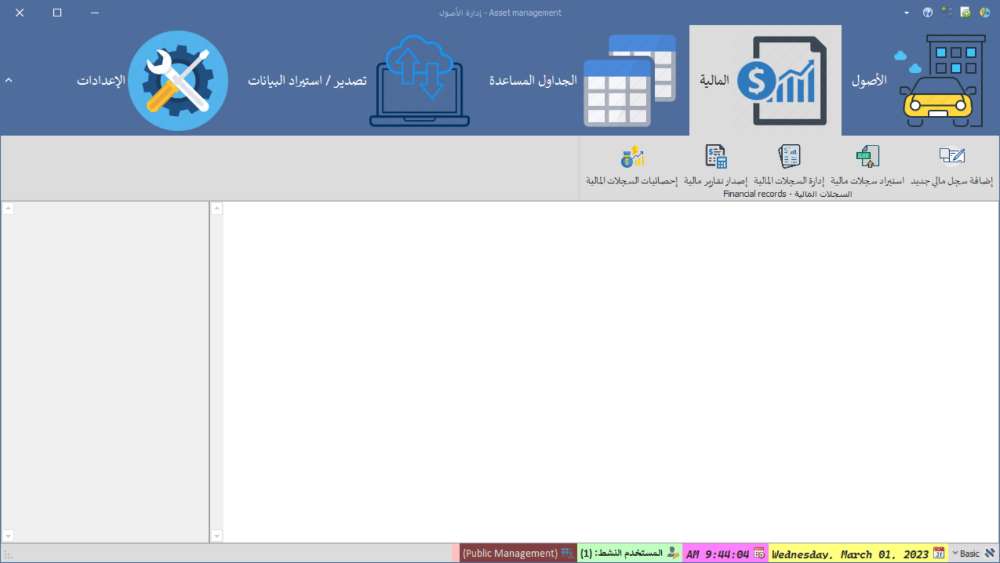 إدارة الأصول - Asset management
الأصول
المالية
الجداول المساعدة
تصدير / استيراد البيانات
الإعدادات
إضافة سجل مالي جديد
استيراد سجلات مالية
إدارة السجلات المالية
إصدار تقارير مالية
إحصائيات السجلات المالية
السجلات المالية - Financial records
Basic
Wednesday, March 01, 2023
AM 9:44:04
المستخدم النشط: (1)
(Public Management)